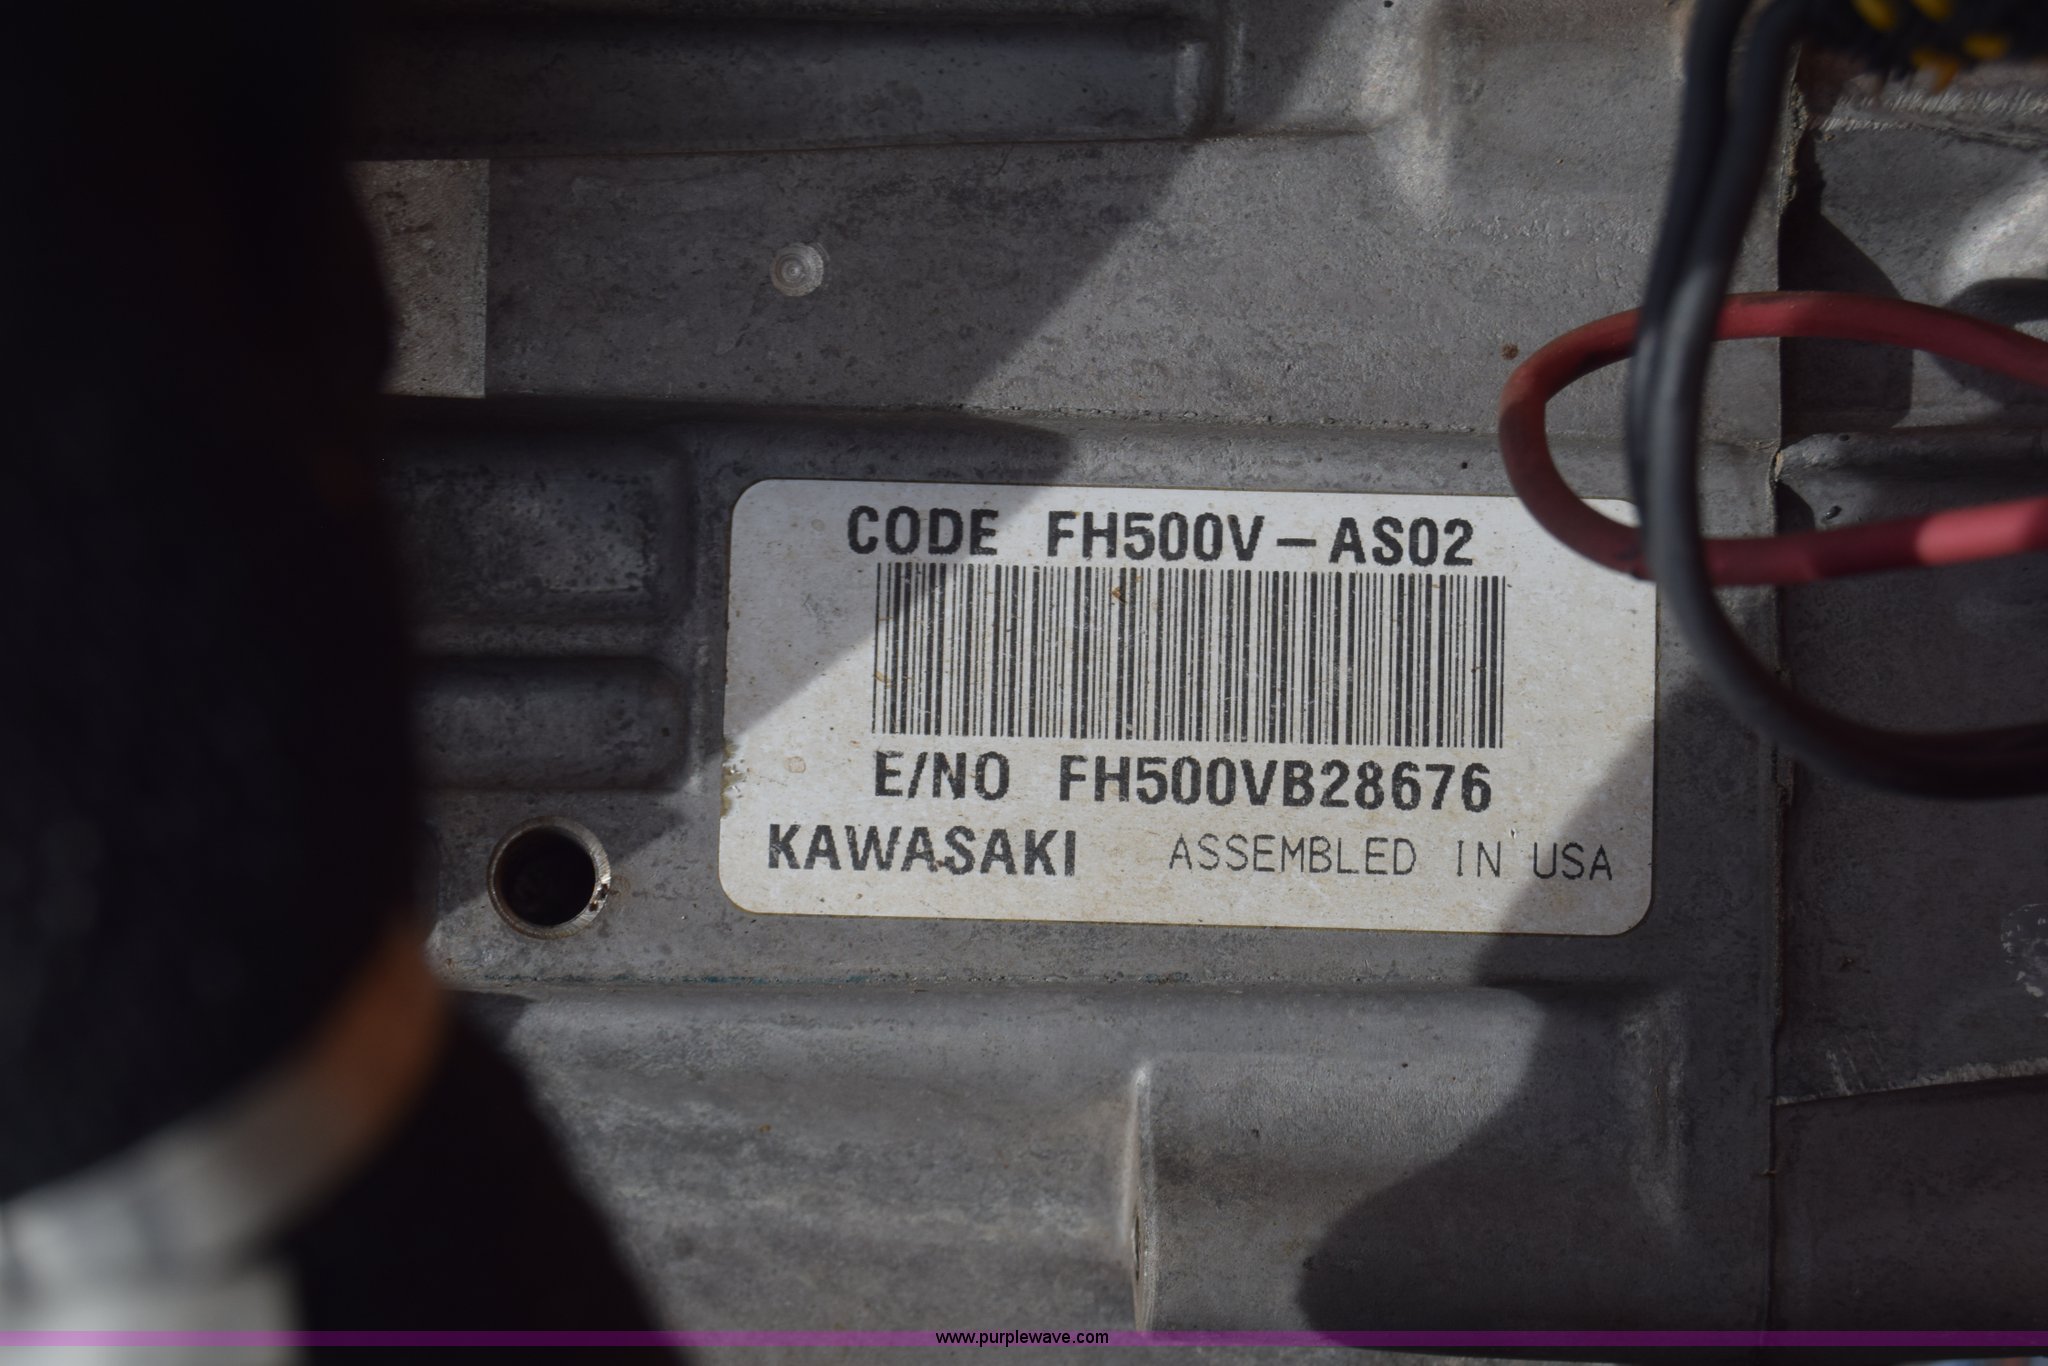 CODE FH500V-AS02
E/NO FH500VB28676
KAWASAKI ASSEMBLED IN USA
www.purplewave.com